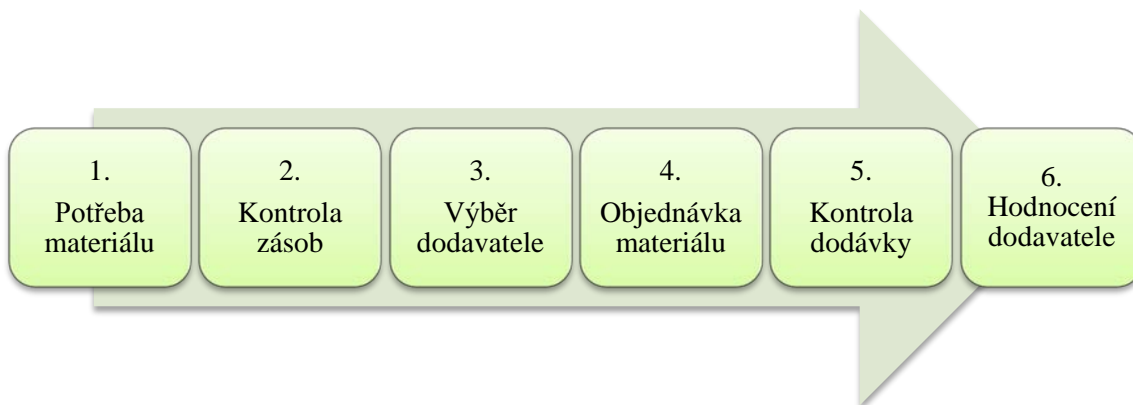 1.
Potřeba
materiálu
2.
Kontrola
zásob
3.
Výběr
dodavatele
4.
Objednávka
materiálu
5.
Kontrola
dodávky
6.
Hodnocení
dodavatele